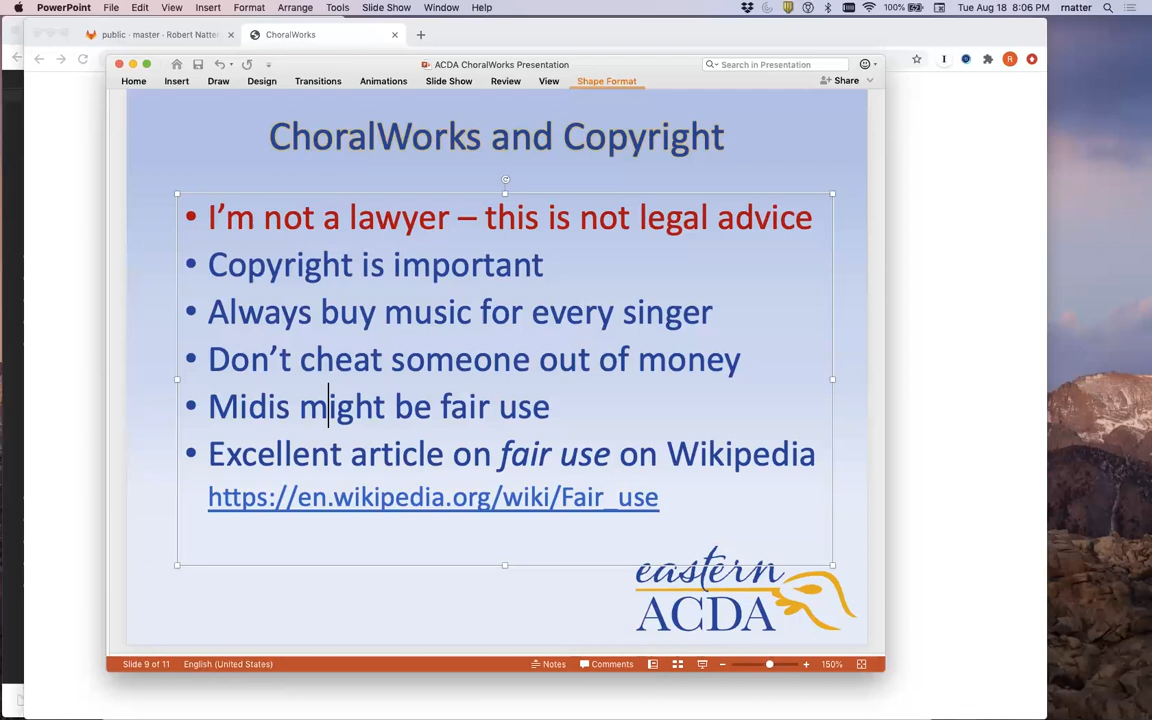 PowerPoint File Edit View Insert Format Arrange Tools Slide Show Window Help 100% Tue Aug 18 8:06 PM rnatter
public · master · Robert Natter ChoralWorks
ACDA ChoralWorks Presentation Search in Presentation
Home Insert Draw Design Transitions Animations Slide Show Review View Shape Format Share
ChoralWorks and Copyright
• I’m not a lawyer – this is not legal advice
• Copyright is important
• Always buy music for every singer
• Don’t cheat someone out of money
• Midis might be fair use
• Excellent article on fair use on Wikipedia
https://en.wikipedia.org/wiki/Fair_use
eastern
ACDA
Slide 9 of 11 English (United States) Notes Comments 150%